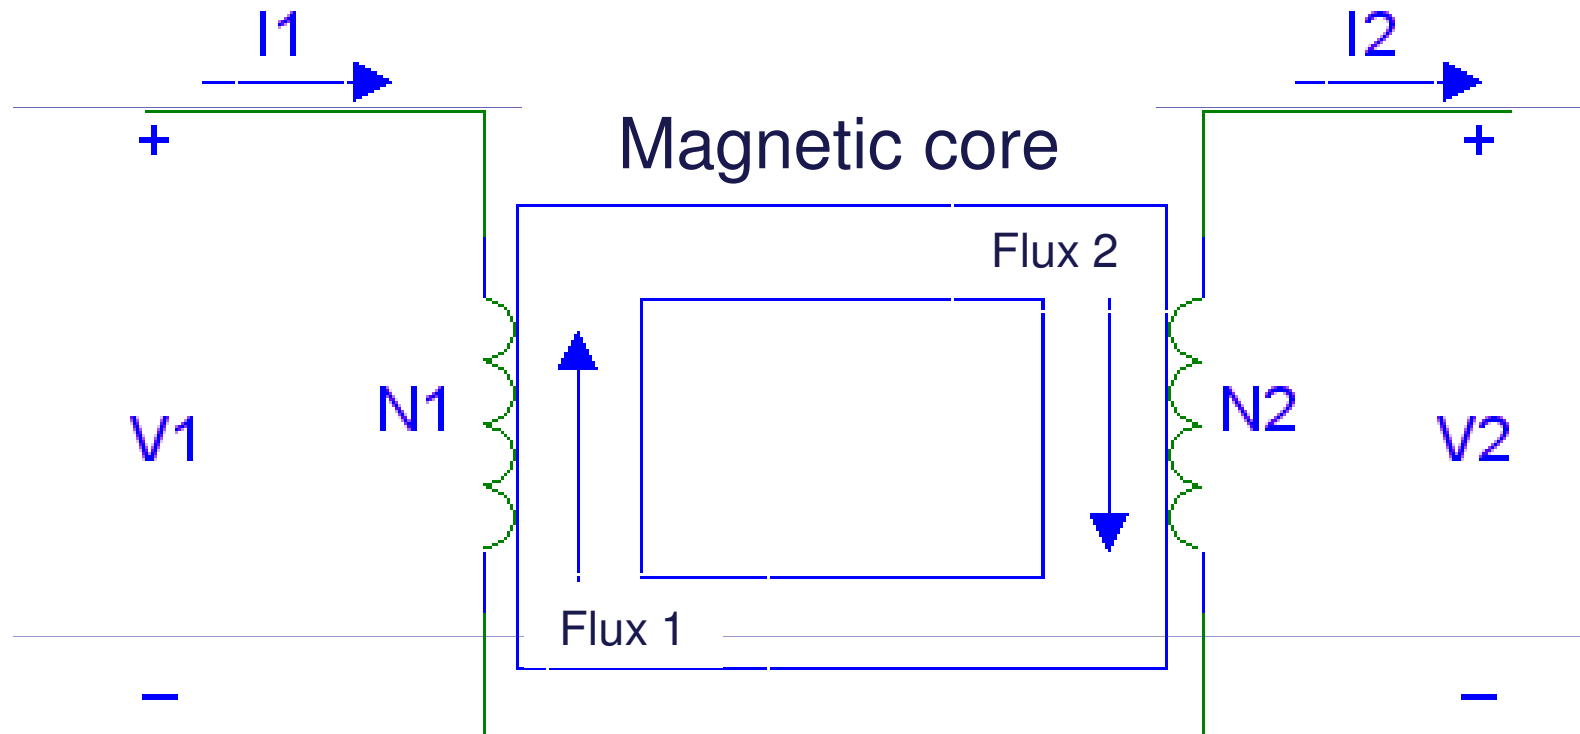 I1
I2
+
+
Magnetic core
Flux 2
N1
N2
V1
V2
Flux 1
−
−